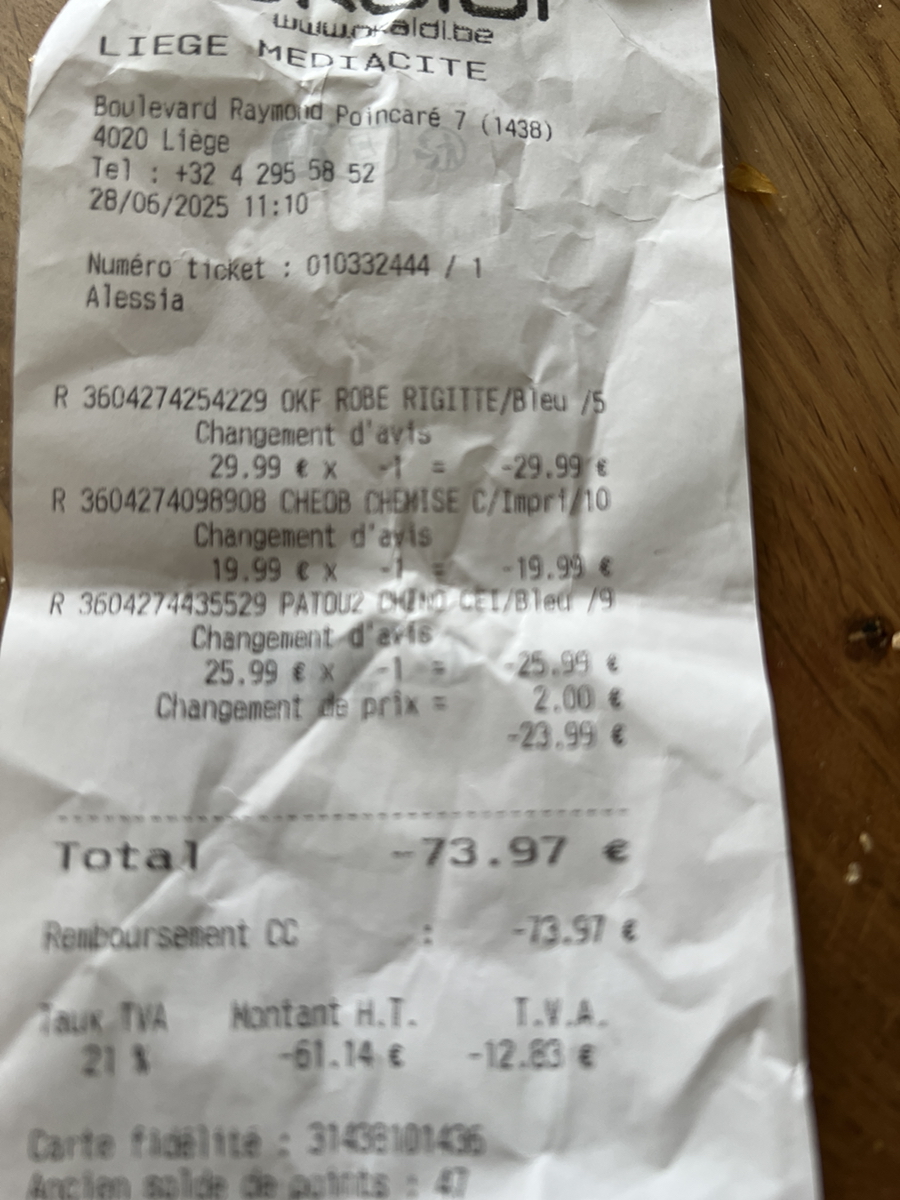 www.okaidi.be
LIEGE MEDIACITE
Boulevard Raymond Poincaré 7 (1438)
4020 Liège
Tel : +32 4 295 58 52
28/06/2025 11:10
Numéro ticket : 010332444 / 1
Alessia
R 3604274254229 OKF ROBE RIGITTE/Bleu /5
Changement d'avis
29.99 € x -1 = -29.99 €
R 3604274098908 CHEOB CHEMISE C/Impri/10
Changement d'avis
19.99 € x -1 = -19.99 €
R 3604274435529 PATOU2 CHINO CEI/Bleu /9
Changement d'avis
25.99 € x -1 = -25.99 €
Changement de prix = 2.00 €
-23.99 €
Total -73.97 €
Remboursement CC : -73.97 €
Taux TVA Montant H.T. T.V.A.
21 % -61.14 € -12.83 €
Carte fidélité : 31438101436
Ancien solde de points : 47